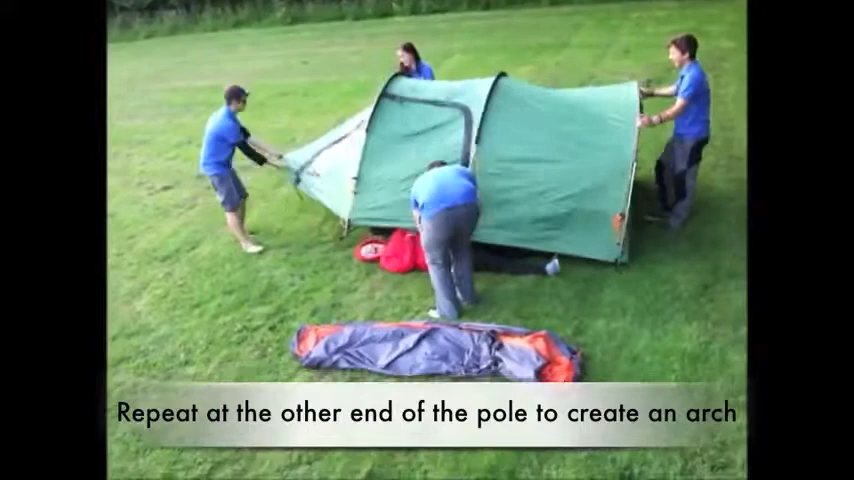 Repeat at the other end of the pole to create an arch